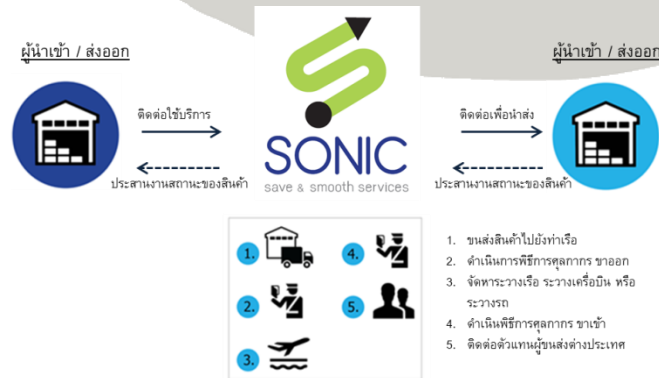 ผู้นำเข้า / ส่งออก
ผู้นำเข้า / ส่งออก
ติดต่อใช้บริการ
ติดต่อเพื่อนำส่ง
ประสานงานสถานะของสินค้า
SONIC
save & smooth services
ประสานงานสถานะของสินค้า
1.
2.
3.
4.
5.
1. ขนส่งสินค้าไปยังท่าเรือ
2. ดำเนินการพิธีการศุลกากร ขาออก
3. จัดหาระวางเรือ ระวางเครื่องบิน หรือ
ระวางรถ
4. ดำเนินพิธีการศุลกากร ขาเข้า
5. ติดต่อตัวแทนผู้ขนส่งต่างประเทศ